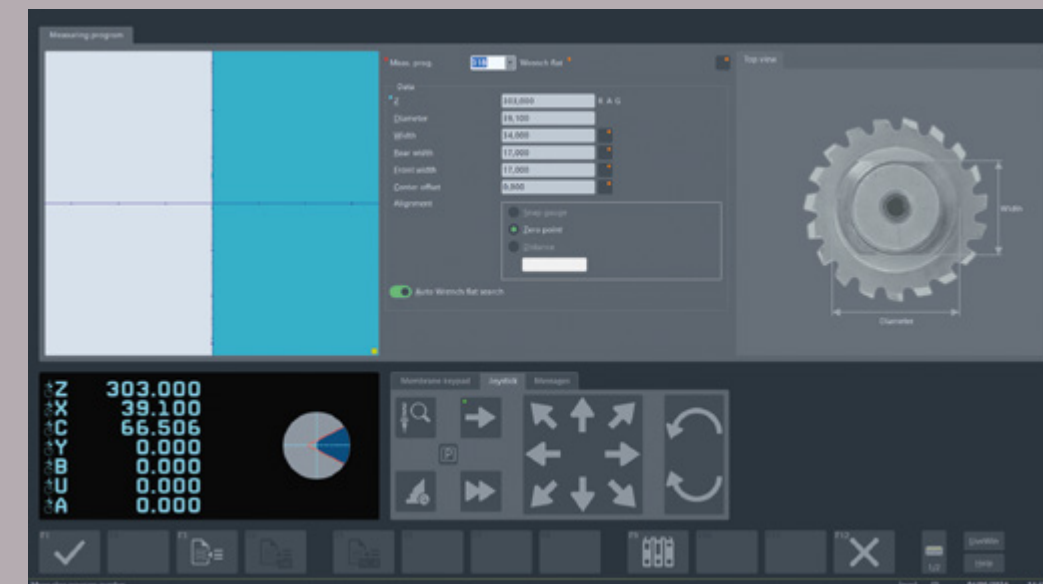 Measuring program
Meas. prog. 318 Wrench flat
Top view
Data
Z 303,000 R A G
Diameter 39,100
Width 34,000
Rear width 17,000
Front width 17,000
Center offset 0,000
Alignment
Snap gauge
Zero point
Distance
Auto Wrench flat search
Width
Diameter
Z 303.000
X 39.100
C 66.506
Y 0.000
B 0.000
U 0.000
A 0.000
Membrane keypad Joystick Messages
P
F1
F3
F9
F12
1/2